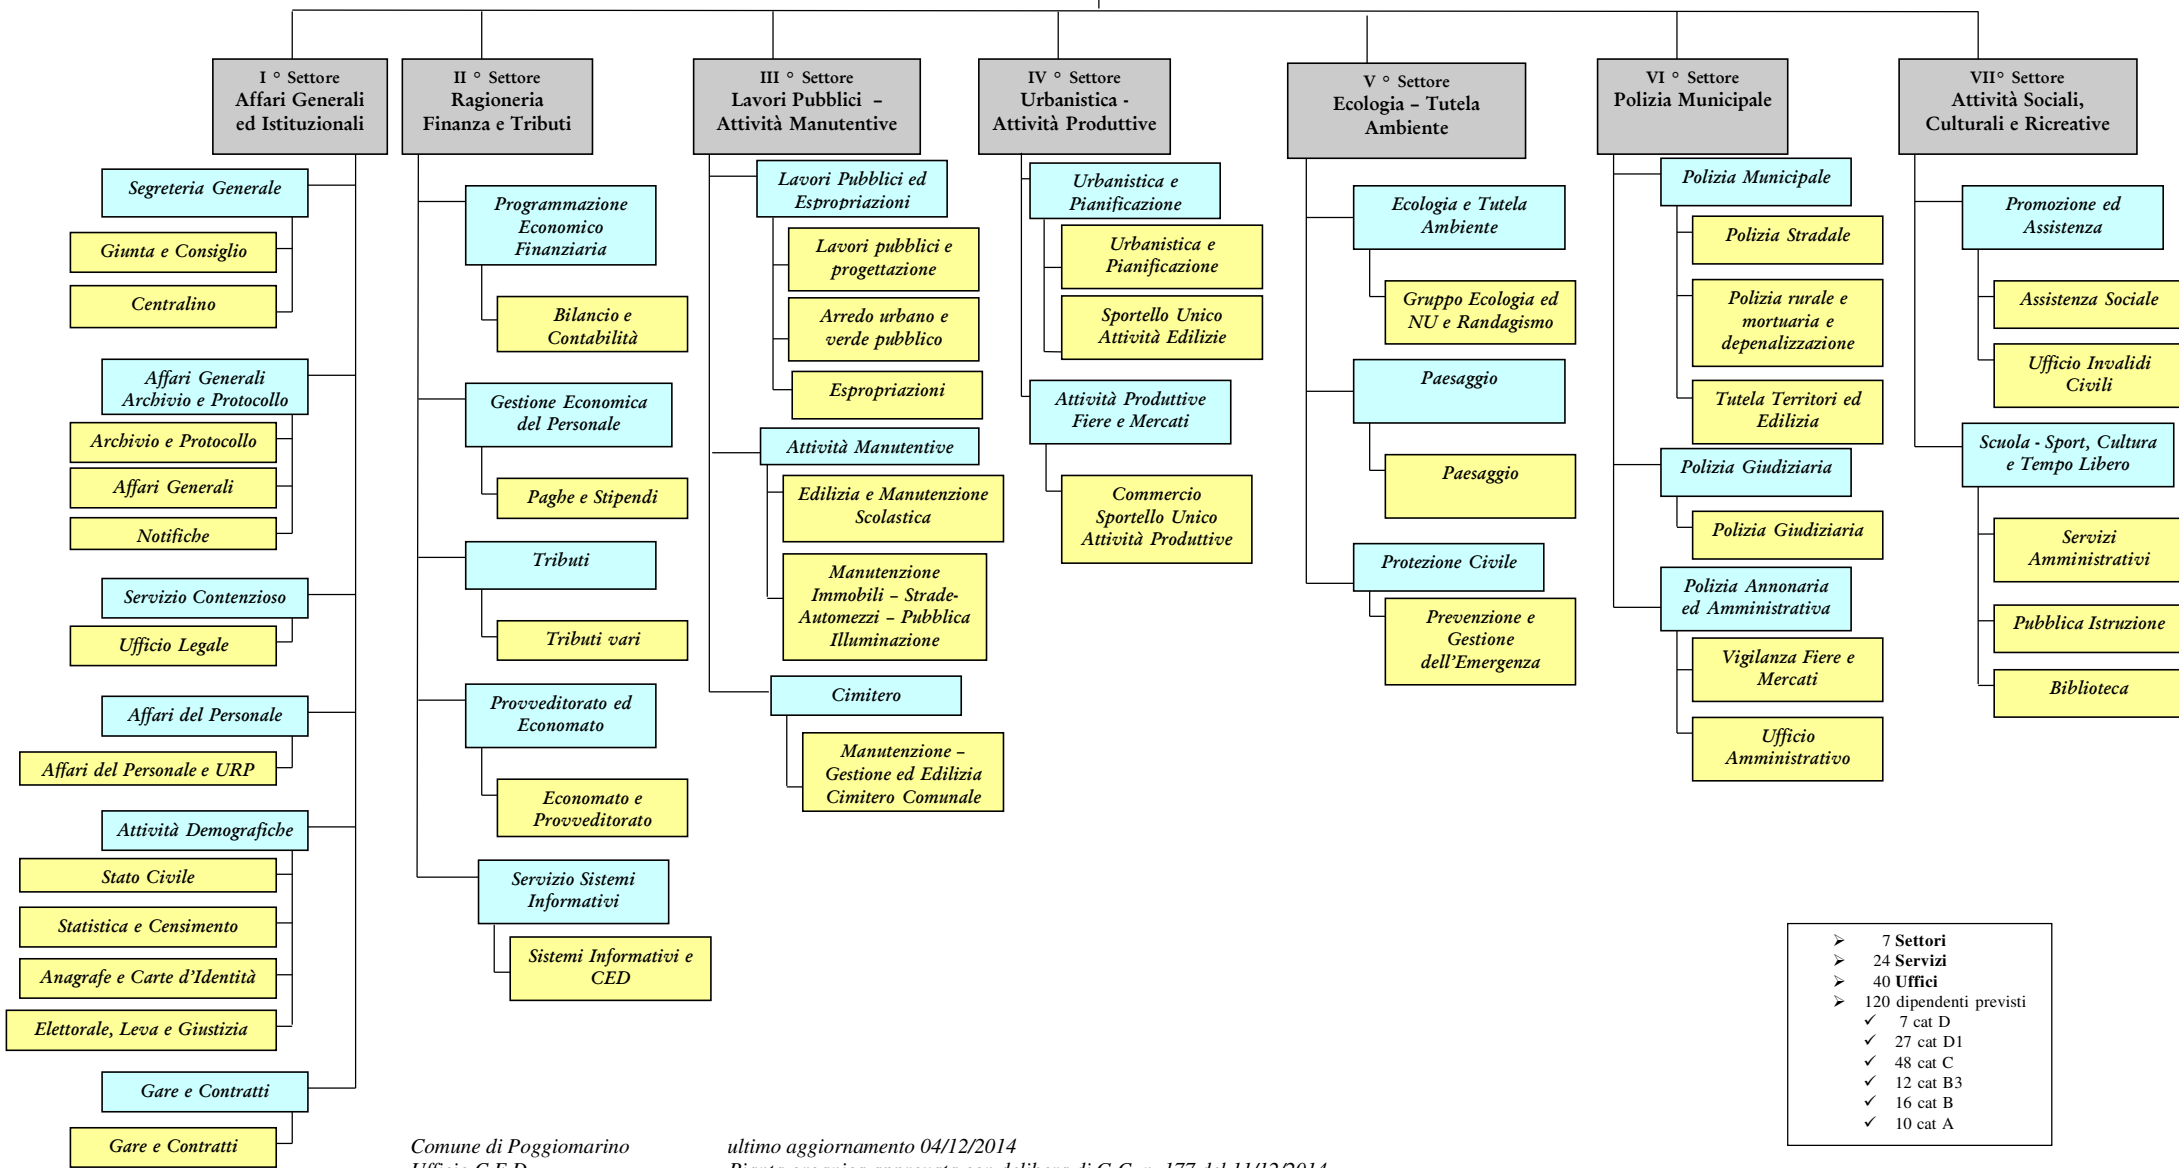 I ° Settore
Affari Generali
ed Istituzionali
Segreteria Generale
Giunta e Consiglio
Centralino
Affari Generali
Archivio e Protocollo
Archivio e Protocollo
Affari Generali
Notifiche
Servizio Contenzioso
Ufficio Legale
Affari del Personale
Affari del Personale e URP
Attività Demografiche
Stato Civile
Statistica e Censimento
Anagrafe e Carte d'Identità
Elettorale, Leva e Giustizia
Gare e Contratti
Gare e Contratti
II ° Settore
Ragioneria
Finanza e Tributi
Programmazione
Economico
Finanziaria
Bilancio e
Contabilità
Gestione Economica
del Personale
Paghe e Stipendi
Tributi
Tributi vari
Provveditorato ed
Economato
Economato e
Provveditorato
Servizio Sistemi
Informativi
Sistemi Informativi e
CED
III ° Settore
Lavori Pubblici –
Attività Manutentive
Lavori Pubblici ed
Espropriazioni
Lavori pubblici e
progettazione
Arredo urbano e
verde pubblico
Espropriazioni
Attività Manutentive
Edilizia e Manutenzione
Scolastica
Manutenzione
Immobili – Strade-
Automezzi – Pubblica
Illuminazione
Cimitero
Manutenzione –
Gestione ed Edilizia
Cimitero Comunale
IV ° Settore
Urbanistica -
Attività Produttive
Urbanistica e
Pianificazione
Urbanistica e
Pianificazione
Sportello Unico
Attività Edilizie
Attività Produttive
Fiere e Mercati
Commercio
Sportello Unico
Attività Produttive
V ° Settore
Ecologia – Tutela
Ambiente
Ecologia e Tutela
Ambiente
Gruppo Ecologia ed
NU e Randagismo
Paesaggio
Paesaggio
Protezione Civile
Prevenzione e
Gestione
dell'Emergenza
VI ° Settore
Polizia Municipale
Polizia Municipale
Polizia Stradale
Polizia rurale e
mortuaria e
depenalizzazione
Tutela Territori ed
Edilizia
Polizia Giudiziaria
Polizia Giudiziaria
Polizia Annonaria
ed Amministrativa
Vigilanza Fiere e
Mercati
Ufficio
Amministrativo
VII° Settore
Attività Sociali,
Culturali e Ricreative
Promozione ed
Assistenza
Assistenza Sociale
Ufficio Invalidi
Civili
Scuola - Sport, Cultura
e Tempo Libero
Servizi
Amministrativi
Pubblica Istruzione
Biblioteca
➢ 7 Settori
➢ 24 Servizi
➢ 40 Uffici
➢ 120 dipendenti previsti
✓ 7 cat D
✓ 27 cat D1
✓ 48 cat C
✓ 12 cat B3
✓ 16 cat B
✓ 10 cat A
Comune di Poggiomarino ultimo aggiornamento 04/12/2014
Ufficio C.E.D. Pianta organica approvata con delibera di G.C. n. 177 del 11/12/2014